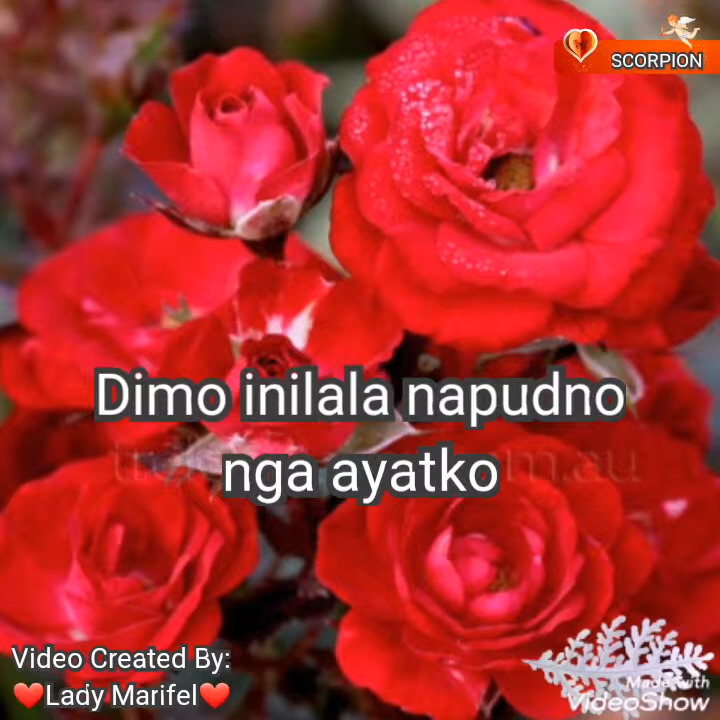 SCORPION
Dimo inilala napudno
nga ayatko
Video Created By:
❤️Lady Marifel❤️
Made with
VideoShow